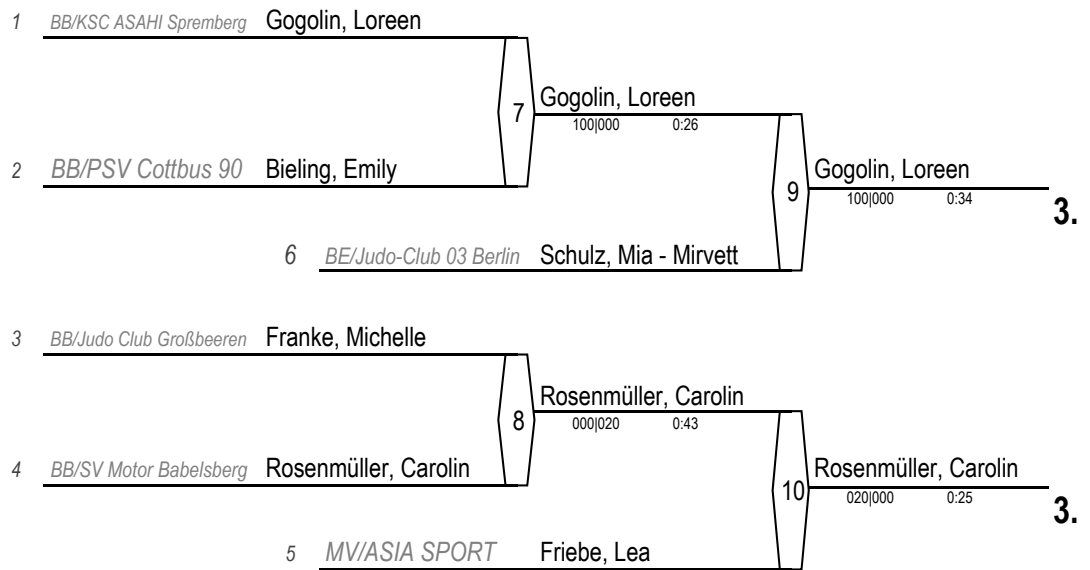 1 BB/KSC ASAHI Spremberg Gogolin, Loreen
7 Gogolin, Loreen
100|000 0:26
2 BB/PSV Cottbus 90 Bieling, Emily
9 Gogolin, Loreen
100|000 0:34
3.
6 BE/Judo-Club 03 Berlin Schulz, Mia - Mirvett
3 BB/Judo Club Großbeeren Franke, Michelle
8 Rosenmüller, Carolin
000|020 0:43
4 BB/SV Motor Babelsberg Rosenmüller, Carolin
10 Rosenmüller, Carolin
020|000 0:25
3.
5 MV/ASIA SPORT Friebe, Lea